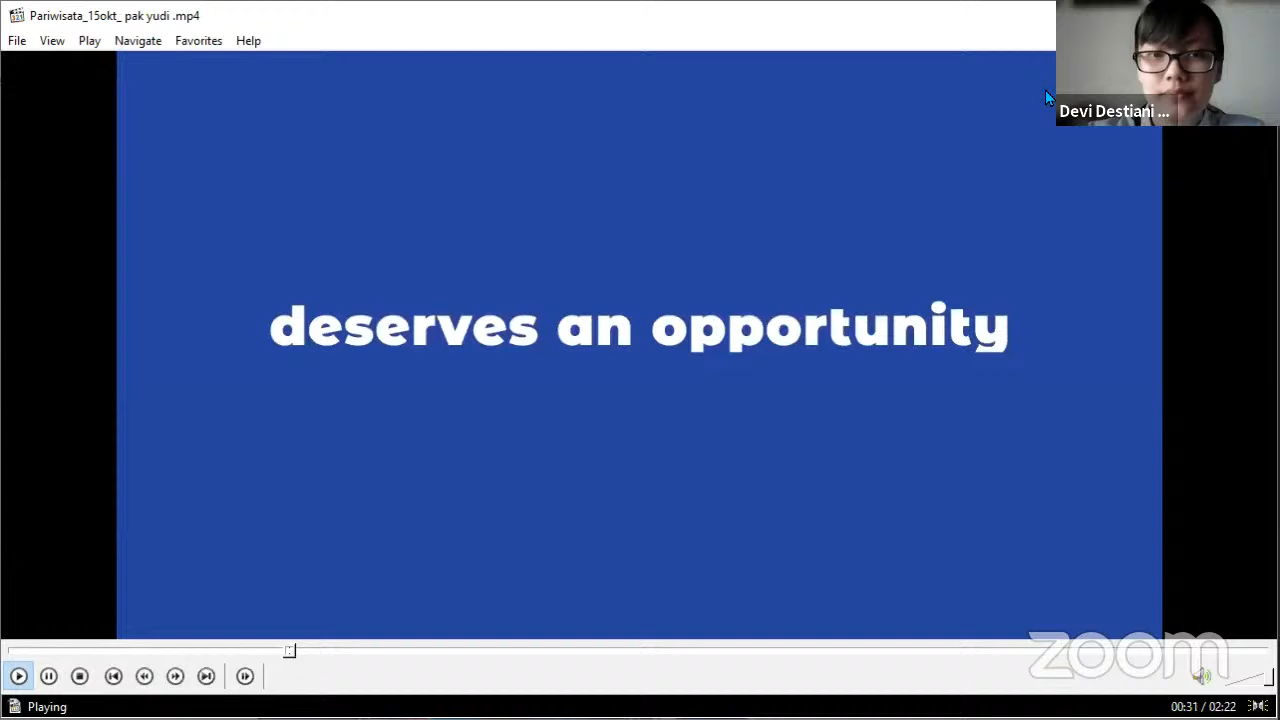 Pariwisata_15okt_ pak yudi .mp4
File View Play Navigate Favorites Help
Devi Destiani ...
deserves an opportunity
zoom
Playing
00:31 / 02:22